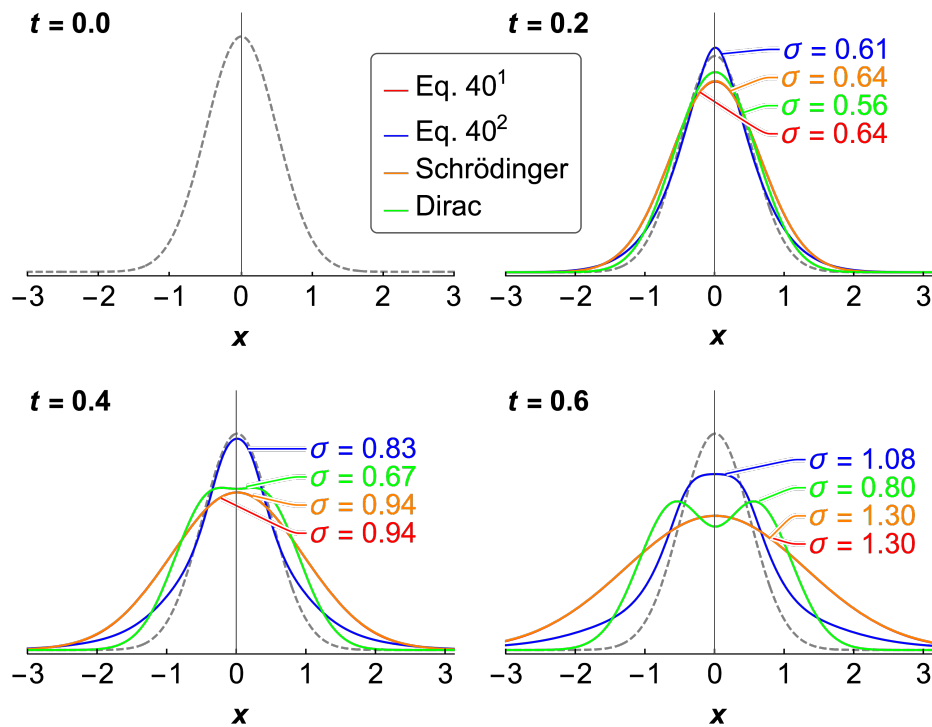 t = 0.0
Eq. 40¹
Eq. 40²
Schrödinger
Dirac
−3 −2 −1 0 1 2 3
x
t = 0.2
σ = 0.61
σ = 0.64
σ = 0.56
σ = 0.64
−3 −2 −1 0 1 2 3
x
t = 0.4
σ = 0.83
σ = 0.67
σ = 0.94
σ = 0.94
−3 −2 −1 0 1 2 3
x
t = 0.6
σ = 1.08
σ = 0.80
σ = 1.30
σ = 1.30
−3 −2 −1 0 1 2 3
x